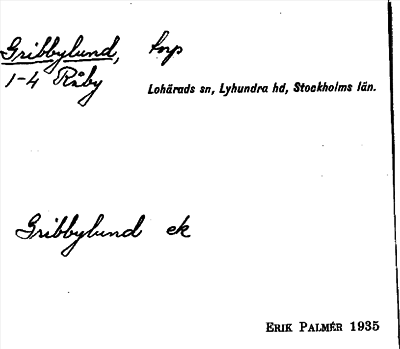 Gribbylund, torp
1-4 Råby
Lohärads sn, Lyhundra hd, Stockholms län.
Gribbylund ek
ERIK PALMÉR 1935